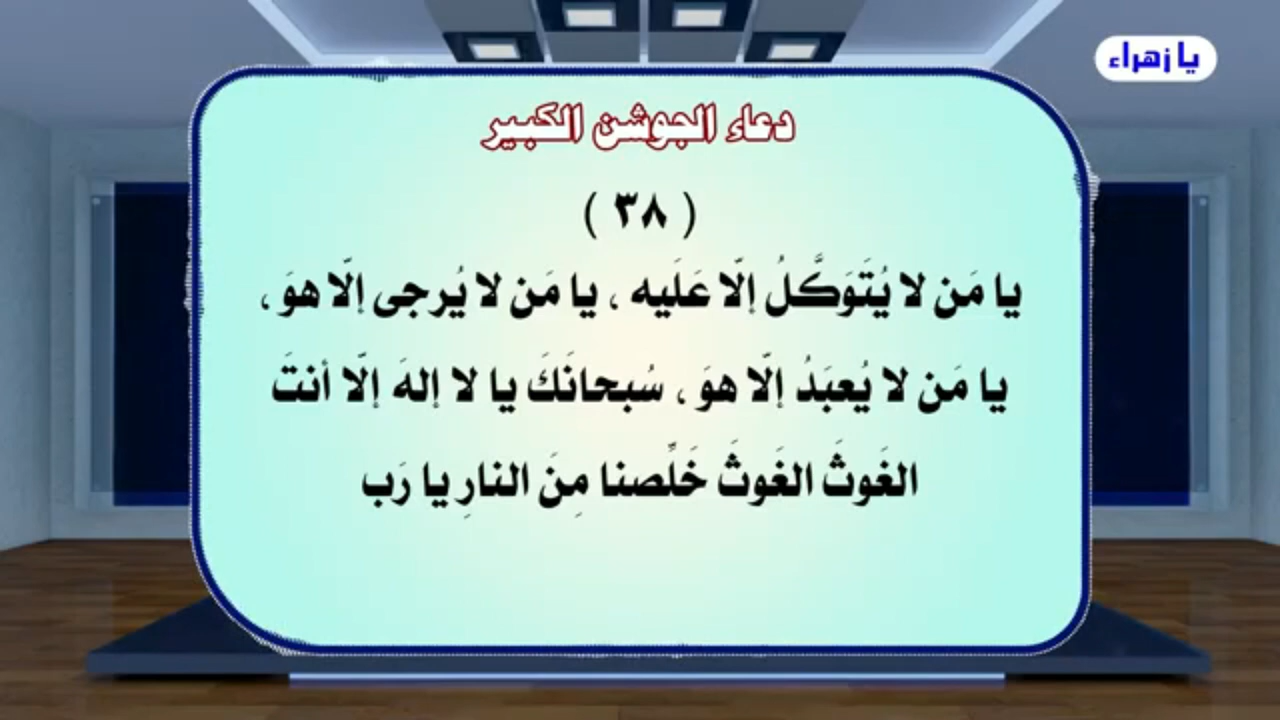 يا زهراء
دعاء الجوشن الكبير
( ٣٨ )
يا مَن لا يُتَوَكَّلُ إلّا عَلَيه ، يا مَن لا يُرجى إلّا هوَ ،
يا مَن لا يُعبَدُ إلّا هوَ ، سُبحانَكَ يا لا إلهَ إلّا أنتَ
الغَوثَ الغَوثَ خَلِّصنا مِنَ النارِ يا رَب